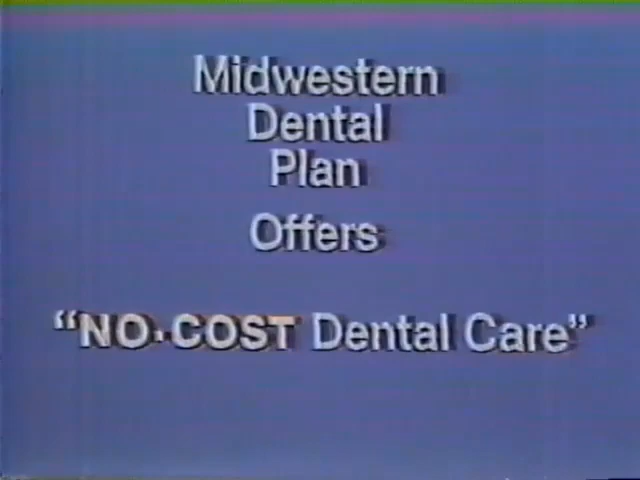 Midwestern
Dental
Plan
Offers
“NO-COST Dental Care”